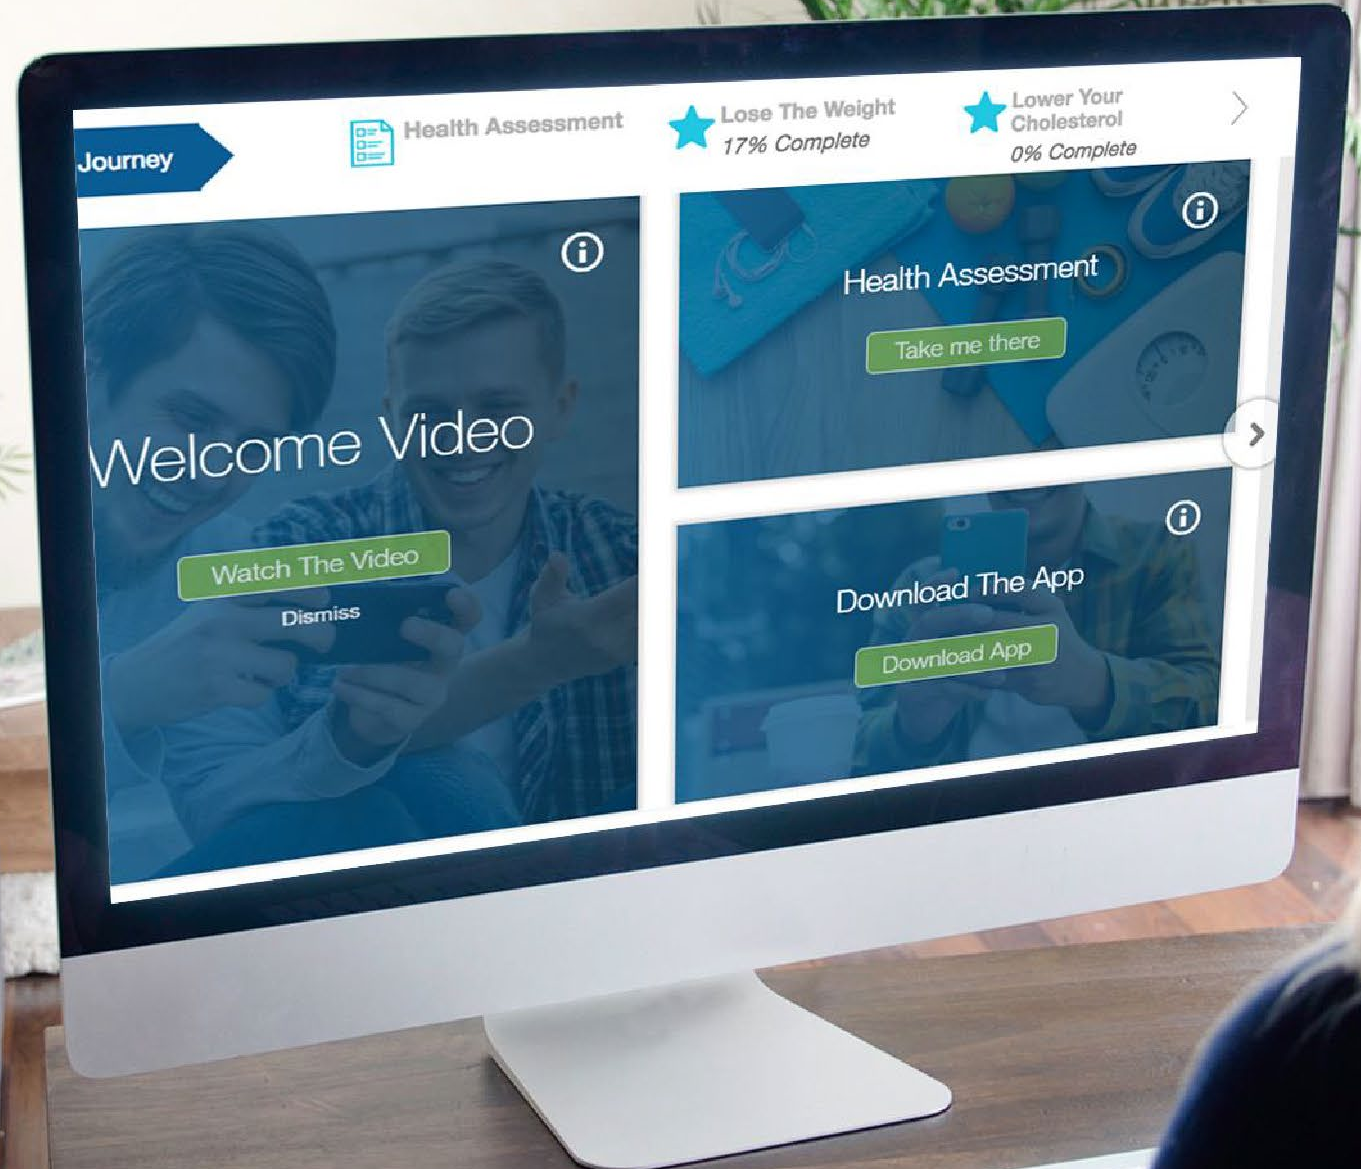 Journey
Health Assessment
Lose The Weight
17% Complete
Lower Your
Cholesterol
0% Complete
Welcome Video
Watch The Video
Dismiss
Health Assessment
Take me there
Download The App
Download App